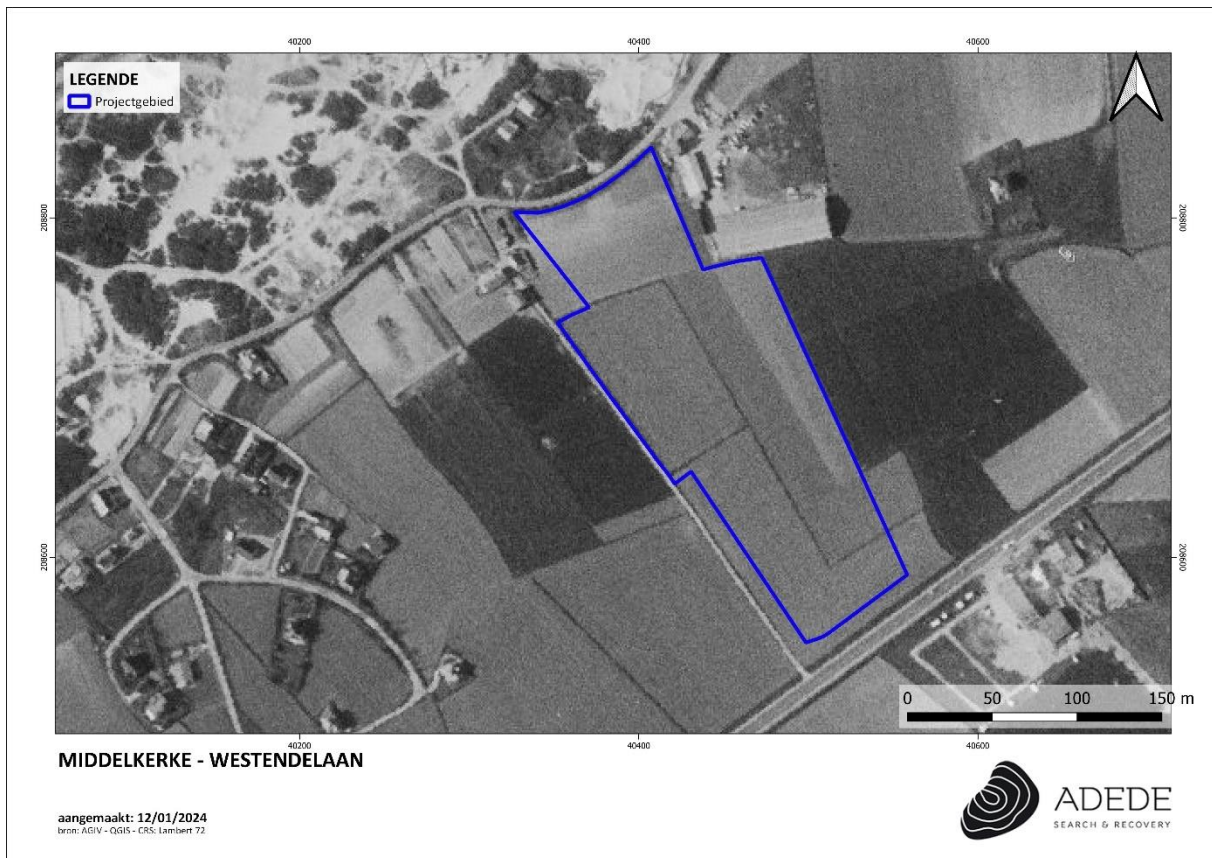 40200 40400 40600
LEGENDE
Projectgebied
208800 208800
208600 208600
0 50 100 150 m
40200 40400 40600
MIDDELKERKE - WESTENDELAAN
aangemaakt: 12/01/2024
bron: AGIV - QGIS - CRS: Lambert 72
ADEDE
SEARCH & RECOVERY